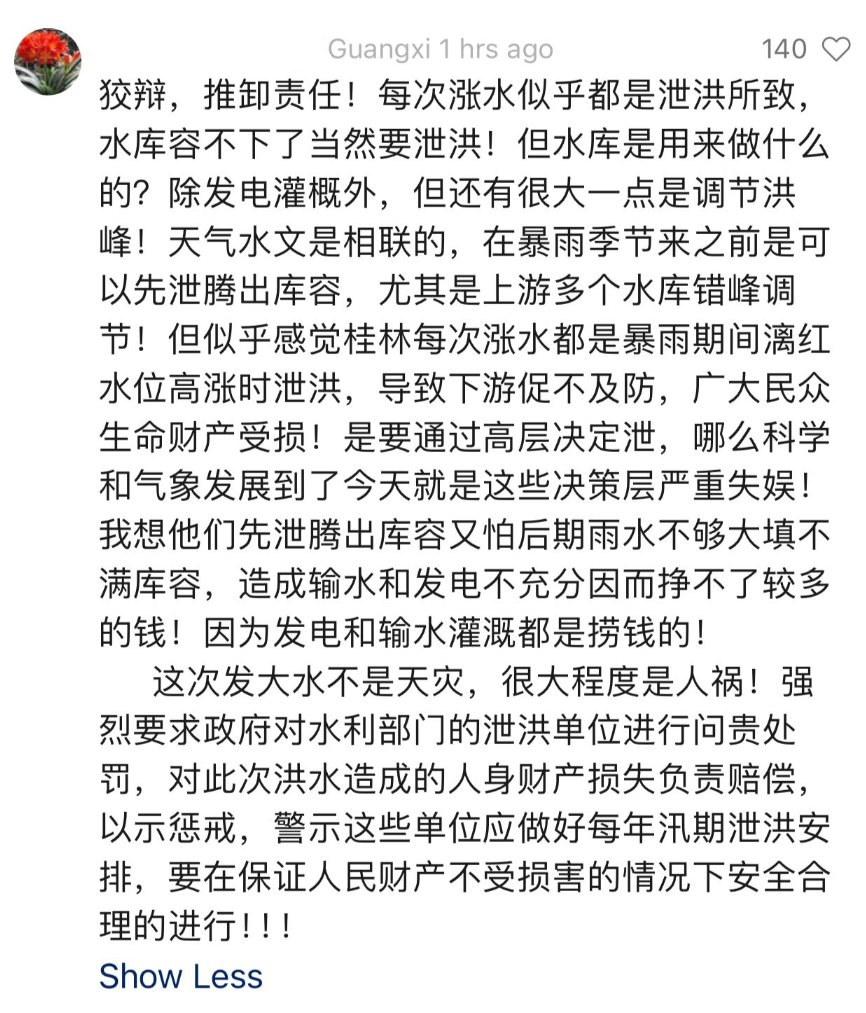 Guangxi 1 hrs ago 140
狡辩，推卸责任！每次涨水似乎都是泄洪所致，
水库容不下了当然要泄洪！但水库是用来做什么
的？除发电灌概外，但还有很大一点是调节洪
峰！天气水文是相联的，在暴雨季节来之前是可
以先泄腾出库容，尤其是上游多个水库错峰调
节！但似乎感觉桂林每次涨水都是暴雨期间漓红
水位高涨时泄洪，导致下游促不及防，广大民众
生命财产受损！是要通过高层决定泄，哪么科学
和气象发展到了今天就是这些决策层严重失娱！
我想他们先泄腾出库容又怕后期雨水不够大填不
满库容，造成输水和发电不充分因而挣不了较多
的钱！因为发电和输水灌溉都是捞钱的！
这次发大水不是天灾，很大程度是人祸！强
烈要求政府对水利部门的泄洪单位进行问贵处
罚，对此次洪水造成的人身财产损失负责赔偿，
以示惩戒，警示这些单位应做好每年汛期泄洪安
排，要在保证人民财产不受损害的情况下安全合
理的进行！！！
Show Less